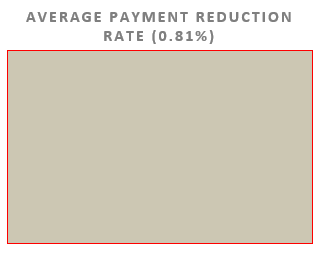 AVERAGE PAYMENT REDUCTION
RATE (0.81%)